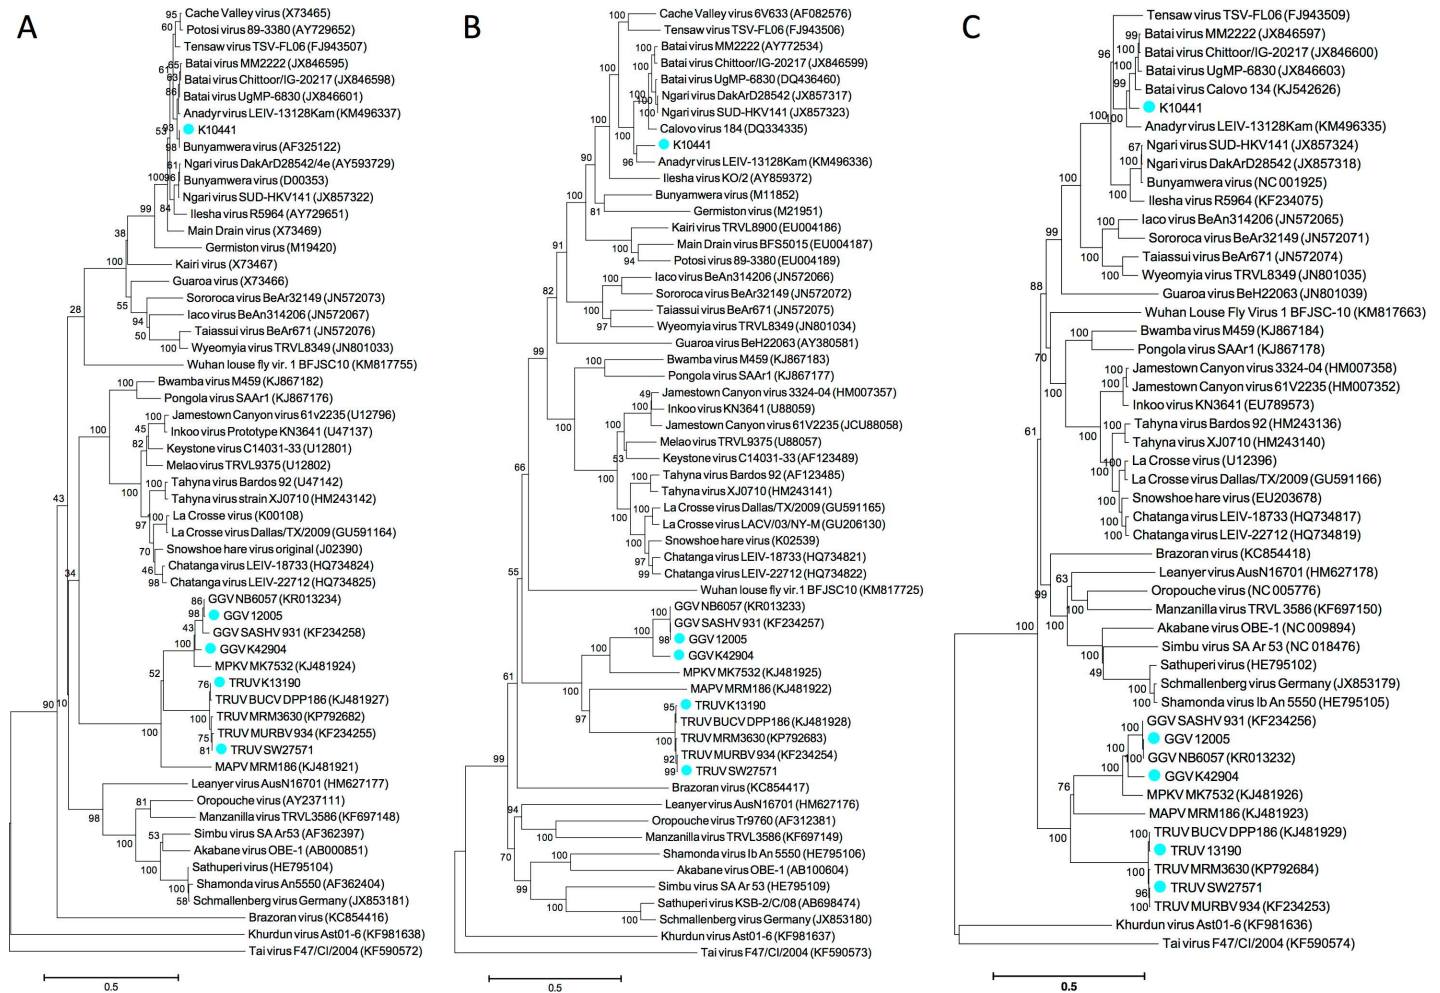 A
Cache Valley virus (X73465)
Potosi virus 89-3380 (AY729652)
Tensaw virus TSV-FL06 (FJ943507)
Batai virus MM2222 (JX846595)
Batai virus Chittoor/IG-20217 (JX846598)
Batai virus UgMP-6830 (JX846601)
Anadyr virus LEIV-13128Kam (KM496337)
K10441
Bunyamwera virus (AF325122)
Ngari virus DakArD28542/4e (AY593729)
Bunyamwera virus (D00353)
Ngari virus SUD-HKV141 (JX857322)
Ilesha virus R5964 (AY729651)
Main Drain virus (X73469)
Germiston virus (M19420)
Kairi virus (X73467)
Guaroa virus (X73466)
Sororoca virus BeAr32149 (JN572073)
Iaco virus BeAn314206 (JN572067)
Taiassui virus BeAr671 (JN572076)
Wyeomyia virus TRVL8349 (JN801033)
Wuhan louse fly vir. 1 BFJSC-10 (KM817755)
Bwamba virus M459 (KJ867182)
Pongola virus SAAr1 (KJ867176)
Jamestown Canyon virus 61v2235 (U12796)
Inkoo virus Prototype KN3641 (U47137)
Keystone virus C14031-33 (U12801)
Melao virus TRVL9375 (U12802)
Tahyna virus Bardos 92 (U47142)
Tahyna virus strain XJ0710 (HM243142)
La Crosse virus (K00108)
La Crosse virus Dallas/TX/2009 (GU591164)
Snowshoe hare virus original (J02390)
Chatanga virus LEIV-18733 (HQ734824)
Chatanga virus LEIV-22712 (HQ734825)
GGV NB6057 (KR013234)
GGV 12005
GGV SASHV 931 (KF234258)
GGV K42904
MPKV MK7532 (KJ481924)
TRUV K13190
TRUV BUCV DPP186 (KJ481927)
TRUV MRM3630 (KP792682)
TRUV MURBV 934 (KF234255)
TRUV SW27571
MAPV MRM186 (KJ481921)
Leanyer virus AusN16701 (HM627177)
Oropouche virus (AY237111)
Manzanilla virus TRVL3586 (KF697148)
Simbu virus SA Ar53 (AF362397)
Akabane virus OBE-1 (AB000851)
Sathuperi virus (HE795104)
Shamonda virus An5550 (AF362404)
Schmallenberg virus Germany (JX853181)
Brazoran virus (KC854416)
Khurdun virus Ast01-6 (KF981638)
Tai virus F47/CI/2004 (KF590572)
0.5
B
Cache Valley virus 6V633 (AF082576)
Tensaw virus TSV-FL06 (FJ943506)
Batai virus MM2222 (AY772534)
Batai virus Chittoor/IG-20217 (JX846599)
Batai virus UgMP-6830 (DQ436460)
Ngari virus DakArD28542 (JX857317)
Ngari virus SUD-HKV141 (JX857323)
Calovo virus 184 (DQ334335)
K10441
Anadyr virus LEIV-13128Kam (KM496336)
Ilesha virus KO/2 (AY859372)
Bunyamwera virus (M11852)
Germiston virus (M21951)
Kairi virus TRVL8900 (EU004186)
Main Drain virus BFS5015 (EU004187)
Potosi virus 89-3380 (EU004189)
Iaco virus BeAn314206 (JN572066)
Sororoca virus BeAr32149 (JN572072)
Taiassui virus BeAr671 (JN572075)
Wyeomyia virus TRVL8349 (JN801034)
Guaroa virus BeH22063 (AY380581)
Bwamba virus M459 (KJ867183)
Pongola virus SAAr1 (KJ867177)
Jamestown Canyon virus 3324-04 (HM007357)
Inkoo virus KN3641 (U88059)
Jamestown Canyon virus 61V2235 (JCU88058)
Melao virus TRVL9375 (U88057)
Keystone virus C14031-33 (AF123489)
Tahyna virus Bardos 92 (AF123485)
Tahyna virus XJ0710 (HM243141)
La Crosse virus Dallas/TX/2009 (GU591165)
La Crosse virus LACV/03/NY-M (GU206130)
Snowshoe hare virus (K02539)
Chatanga virus LEIV-18733 (HQ734821)
Chatanga virus LEIV-22712 (HQ734822)
Wuhan louse fly vir.1 BFJSC10 (KM817725)
GGV NB6057 (KR013233)
GGV SASHV 931 (KF234257)
GGV 12005
GGV K42904
MPKV MK7532 (KJ481925)
MAPV MRM186 (KJ481922)
TRUV K13190
TRUV BUCV DPP186 (KJ481928)
TRUV MRM3630 (KP792683)
TRUV MURBV 934 (KF234254)
TRUV SW27571
Brazoran virus (KC854417)
Leanyer virus AusN16701 (HM627176)
Oropouche virus Tr9760 (AF312381)
Manzanilla virus TRVL3586 (KF697149)
Shamonda virus Ib An 5550 (HE795106)
Akabane virus OBE-1 (AB100604)
Simbu virus SA Ar 53 (HE795109)
Sathuperi virus KSB-2/C/08 (AB698474)
Schmallenberg virus Germany (JX853180)
Khurdun virus Ast01-6 (KF981637)
Tai virus F47/CI/2004 (KF590573)
0.5
C
Tensaw virus TSV-FL06 (FJ943509)
Batai virus MM2222 (JX846597)
Batai virus Chittoor/IG-20217 (JX846600)
Batai virus UgMP-6830 (JX846603)
Batai virus Calovo 134 (KJ542626)
K10441
Anadyr virus LEIV-13128Kam (KM496335)
Ngari virus SUD-HKV141 (JX857324)
Ngari virus DakArD28542 (JX857318)
Bunyamwera virus (NC 001925)
Ilesha virus R5964 (KF234075)
Iaco virus BeAn314206 (JN572065)
Sororoca virus BeAr32149 (JN572071)
Taiassui virus BeAr671 (JN572074)
Wyeomyia virus TRVL8349 (JN801035)
Guaroa virus BeH22063 (JN801039)
Wuhan Louse Fly Virus 1 BFJSC-10 (KM817663)
Bwamba virus M459 (KJ867184)
Pongola virus SAAr1 (KJ867178)
Jamestown Canyon virus 3324-04 (HM007358)
Jamestown Canyon virus 61V2235 (HM007352)
Inkoo virus KN3641 (EU789573)
Tahyna virus Bardos 92 (HM243136)
Tahyna virus XJ0710 (HM243140)
La Crosse virus (U12396)
La Crosse virus Dallas/TX/2009 (GU591166)
Snowshoe hare virus (EU203678)
Chatanga virus LEIV-18733 (HQ734817)
Chatanga virus LEIV-22712 (HQ734819)
Brazoran virus (KC854418)
Leanyer virus AusN16701 (HM627178)
Oropouche virus (NC 005776)
Manzanilla virus TRVL 3586 (KF697150)
Akabane virus OBE-1 (NC 009894)
Simbu virus SA Ar 53 (NC 018476)
Sathuperi virus (HE795102)
Schmallenberg virus Germany (JX853179)
Shamonda virus Ib An 5550 (HE795105)
GGV SASHV 931 (KF234256)
GGV 12005
GGV NB6057 (KR013232)
GGV K42904
MPKV MK7532 (KJ481926)
MAPV MRM186 (KJ481923)
TRUV BUCV DPP186 (KJ481929)
TRUV 13190
TRUV MRM3630 (KP792684)
TRUV SW27571
TRUV MURBV 934 (KF234253)
Khurdun virus Ast01-6 (KF981636)
Tai virus F47/CI/2004 (KF590574)
0.5